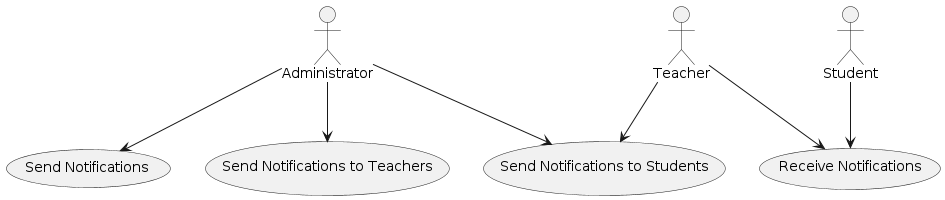 Administrator
Teacher
Student
Send Notifications
Send Notifications to Teachers
Send Notifications to Students
Receive Notifications